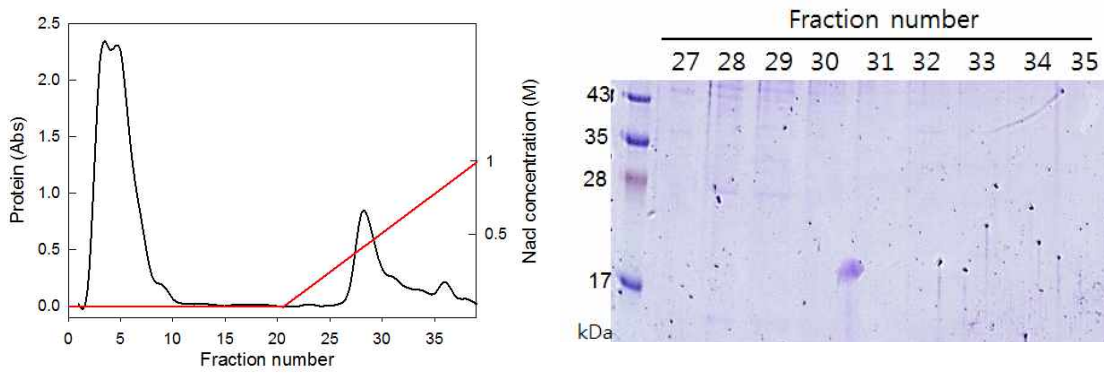 2.5
2.0
1.5
1.0
0.5
0.0
Protein (Abs)
0 5 10 15 20 25 30 35
Fraction number
1
0.5
Nacl concentration (M)
Fraction number
27 28 29 30 31 32 33 34 35
43
35
28
17
kDa